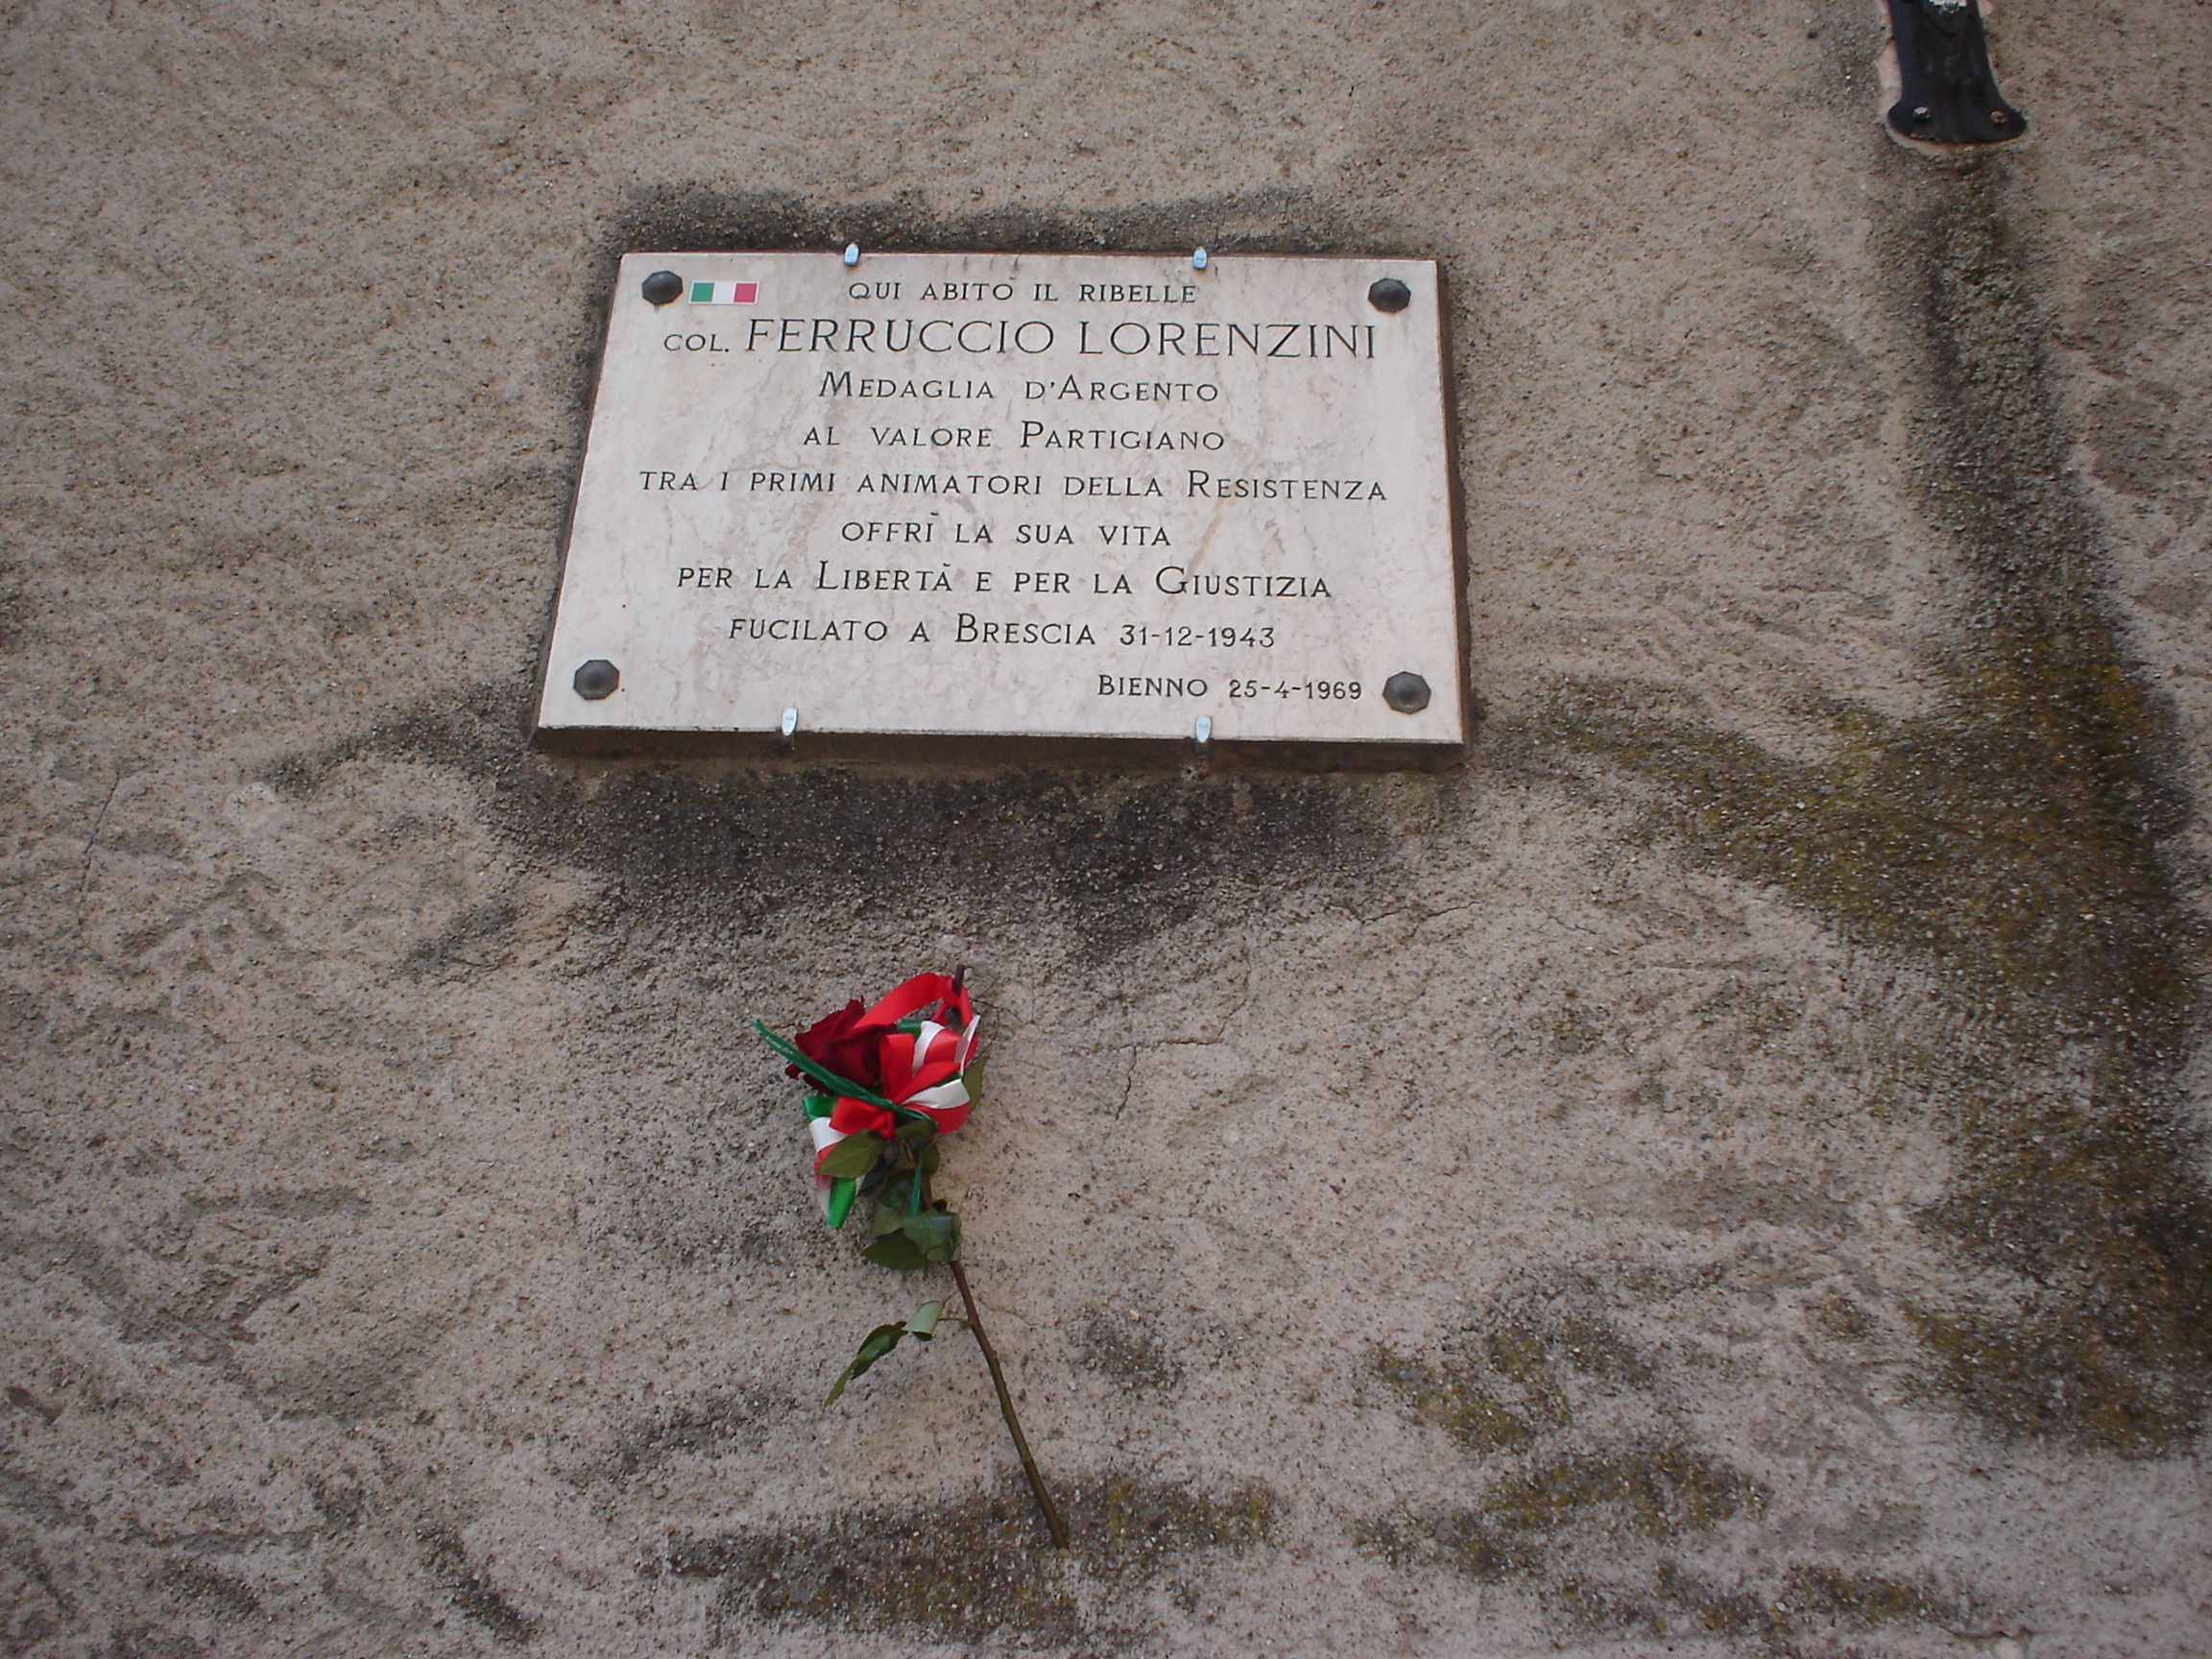 QUI ABITÒ IL RIBELLE
COL. FERRUCCIO LORENZINI
MEDAGLIA D'ARGENTO
AL VALORE PARTIGIANO
TRA I PRIMI ANIMATORI DELLA RESISTENZA
OFFRÌ LA SUA VITA
PER LA LIBERTÀ E PER LA GIUSTIZIA
FUCILATO A BRESCIA 31-12-1943
BIENNO 25-4-1969